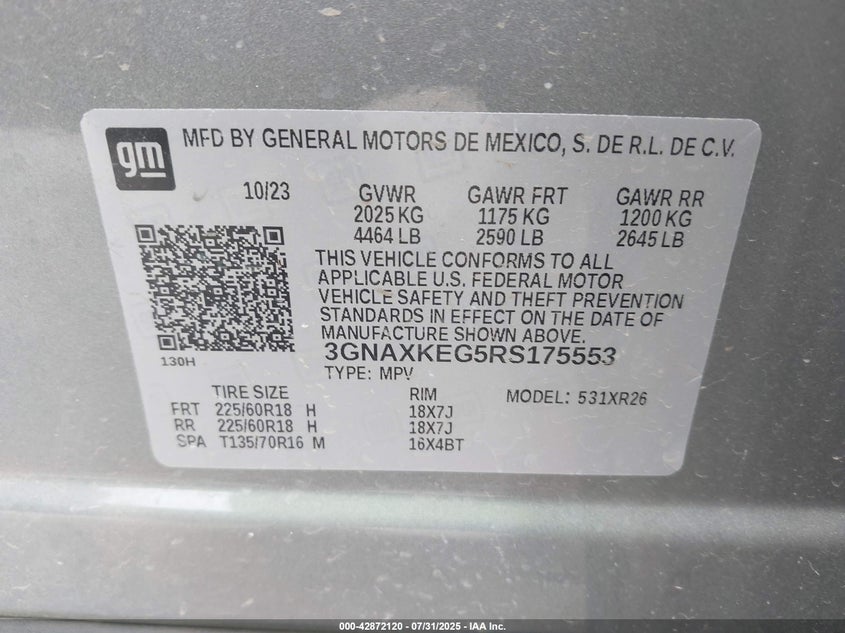 gm
MFD BY GENERAL MOTORS DE MEXICO, S. DE R.L. DE C.V.
10/23 GVWR GAWR FRT GAWR RR
2025 KG 1175 KG 1200 KG
4464 LB 2590 LB 2645 LB
THIS VEHICLE CONFORMS TO ALL
APPLICABLE U.S. FEDERAL MOTOR
VEHICLE SAFETY AND THEFT PREVENTION
STANDARDS IN EFFECT ON THE DATE OF
MANUFACTURE SHOWN ABOVE.
130H
3GNAXKEG5RS175553
TYPE: MPV
TIRE SIZE RIM MODEL: 531XR26
FRT 225/60R18 H 18X7J
RR 225/60R18 H 18X7J
SPA T135/70R16 M 16X4BT
000-42872120 - 07/31/2025 - IAA Inc.